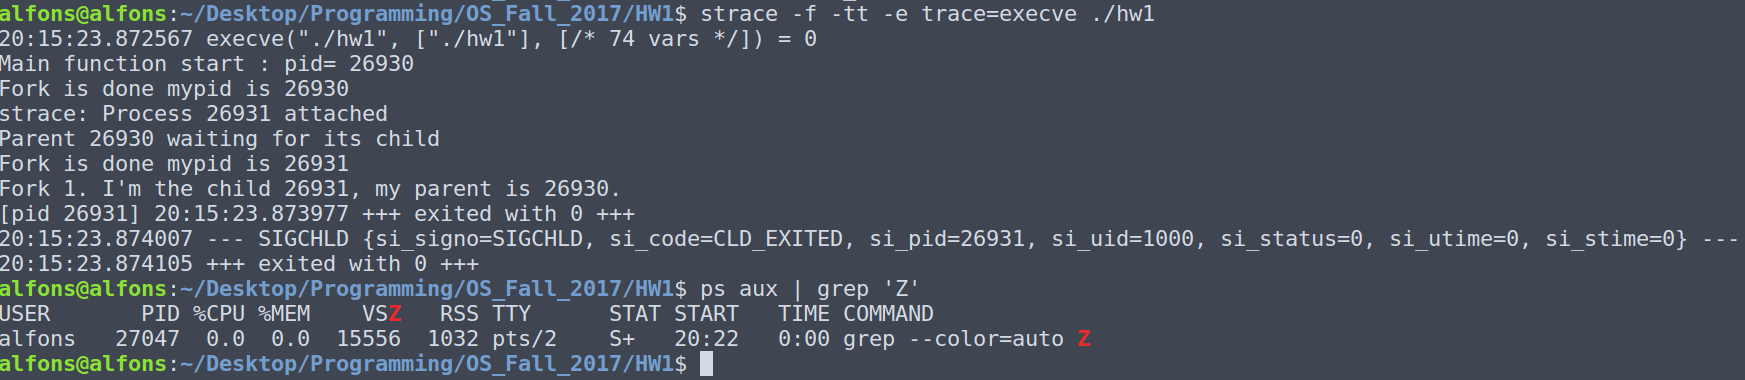 alfons@alfons:~/Desktop/Programming/OS_Fall_2017/HW1$ strace -f -tt -e trace=execve ./hw1
20:15:23.872567 execve("./hw1", ["./hw1"], [/* 74 vars */]) = 0
Main function start : pid= 26930
Fork is done mypid is 26930
strace: Process 26931 attached
Parent 26930 waiting for its child
Fork is done mypid is 26931
Fork 1. I'm the child 26931, my parent is 26930.
[pid 26931] 20:15:23.873977 +++ exited with 0 +++
20:15:23.874007 --- SIGCHLD {si_signo=SIGCHLD, si_code=CLD_EXITED, si_pid=26931, si_uid=1000, si_status=0, si_utime=0, si_stime=0} ---
20:15:23.874105 +++ exited with 0 +++
alfons@alfons:~/Desktop/Programming/OS_Fall_2017/HW1$ ps aux | grep 'Z'
USER       PID %CPU %MEM    VSZ   RSS TTY      STAT START   TIME COMMAND
alfons   27047  0.0  0.0  15556  1032 pts/2    S+   20:22   0:00 grep --color=auto Z
alfons@alfons:~/Desktop/Programming/OS_Fall_2017/HW1$